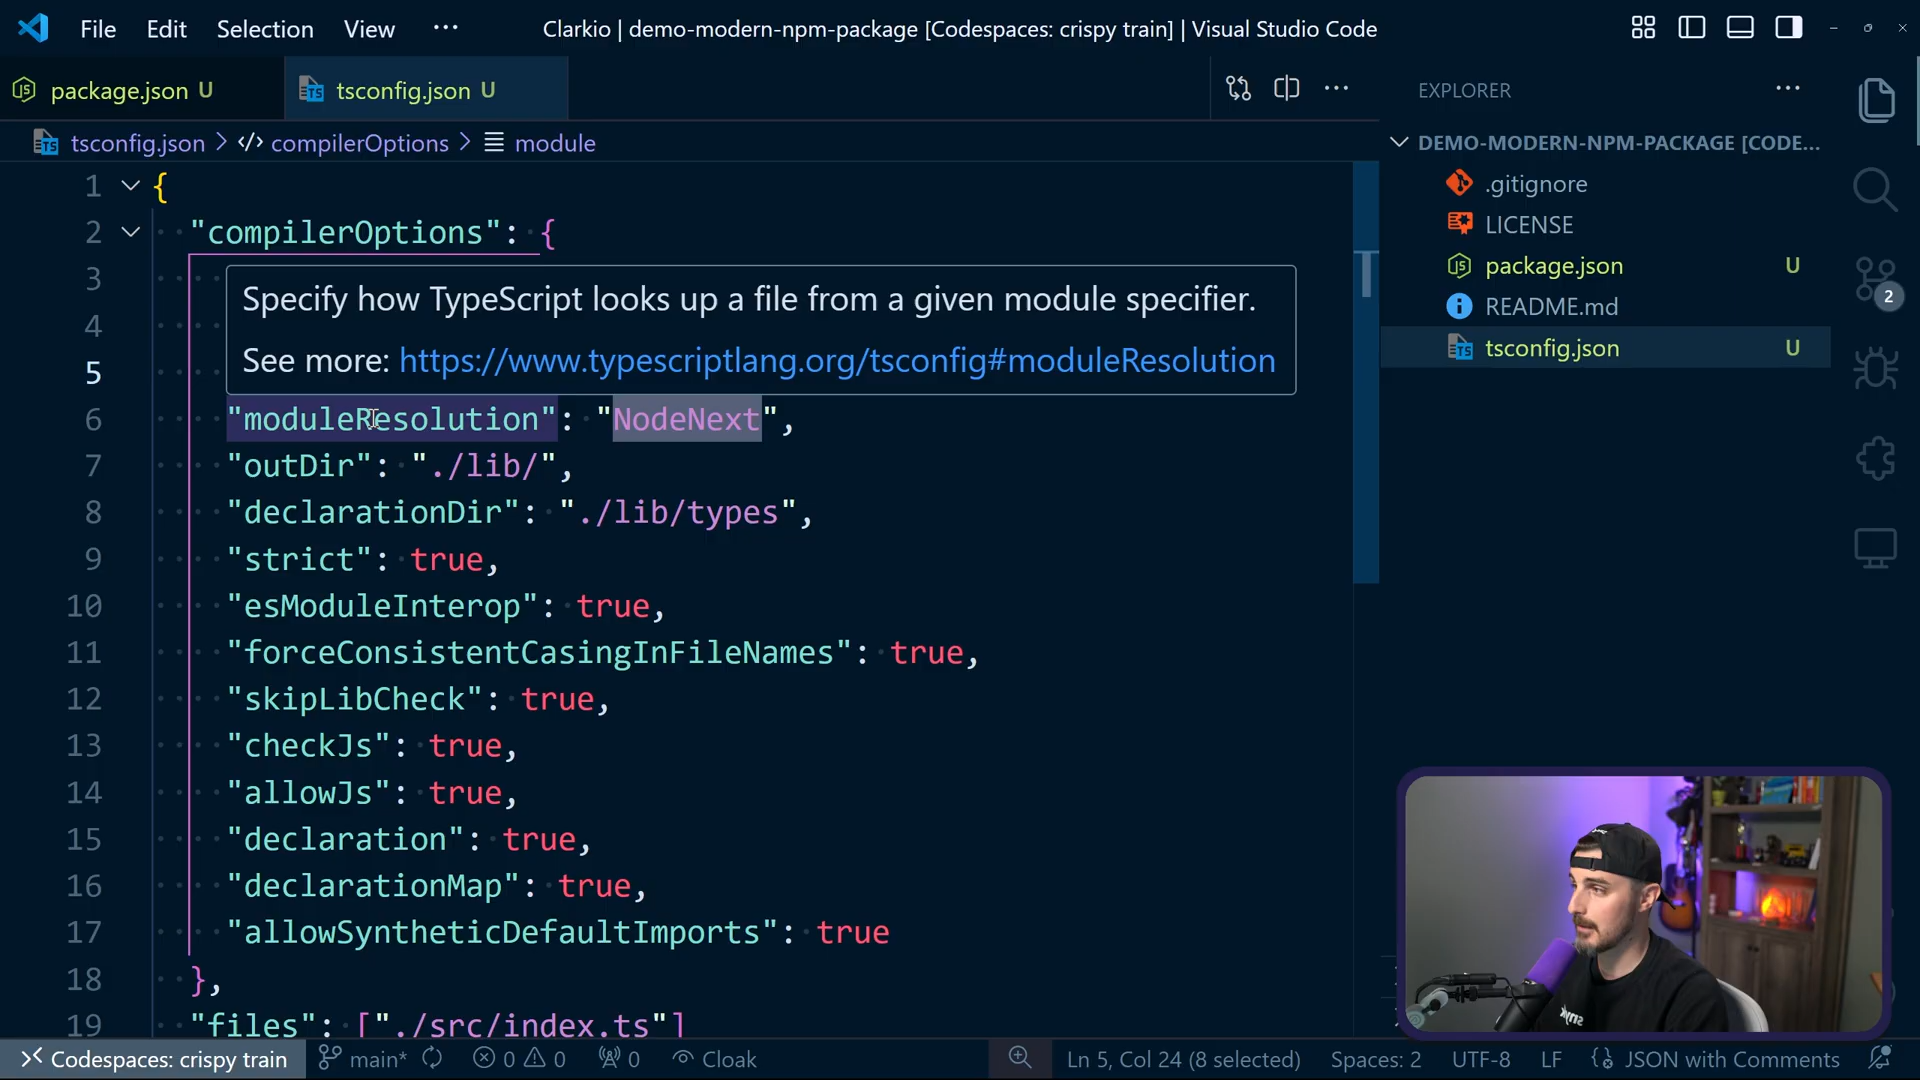 File Edit Selection View ··· Clarkio | demo-modern-npm-package [Codespaces: crispy train] | Visual Studio Code
package.json U tsconfig.json U
tsconfig.json > compilerOptions > module
1 {
2 "compilerOptions": {
3
4
5
Specify how TypeScript looks up a file from a given module specifier.
See more: https://www.typescriptlang.org/tsconfig#moduleResolution
6 "moduleResolution": "NodeNext",
7 "outDir": "./lib/",
8 "declarationDir": "./lib/types",
9 "strict": true,
10 "esModuleInterop": true,
11 "forceConsistentCasingInFileNames": true,
12 "skipLibCheck": true,
13 "checkJs": true,
14 "allowJs": true,
15 "declaration": true,
16 "declarationMap": true,
17 "allowSyntheticDefaultImports": true
18 },
19 "files": ["./src/index.ts"]
EXPLORER
DEMO-MODERN-NPM-PACKAGE [CODE...
.gitignore
LICENSE
package.json U
README.md
tsconfig.json U
2
snyk
Codespaces: crispy train main* 0 0 0 Cloak Ln 5, Col 24 (8 selected) Spaces: 2 UTF-8 LF JSON with Comments